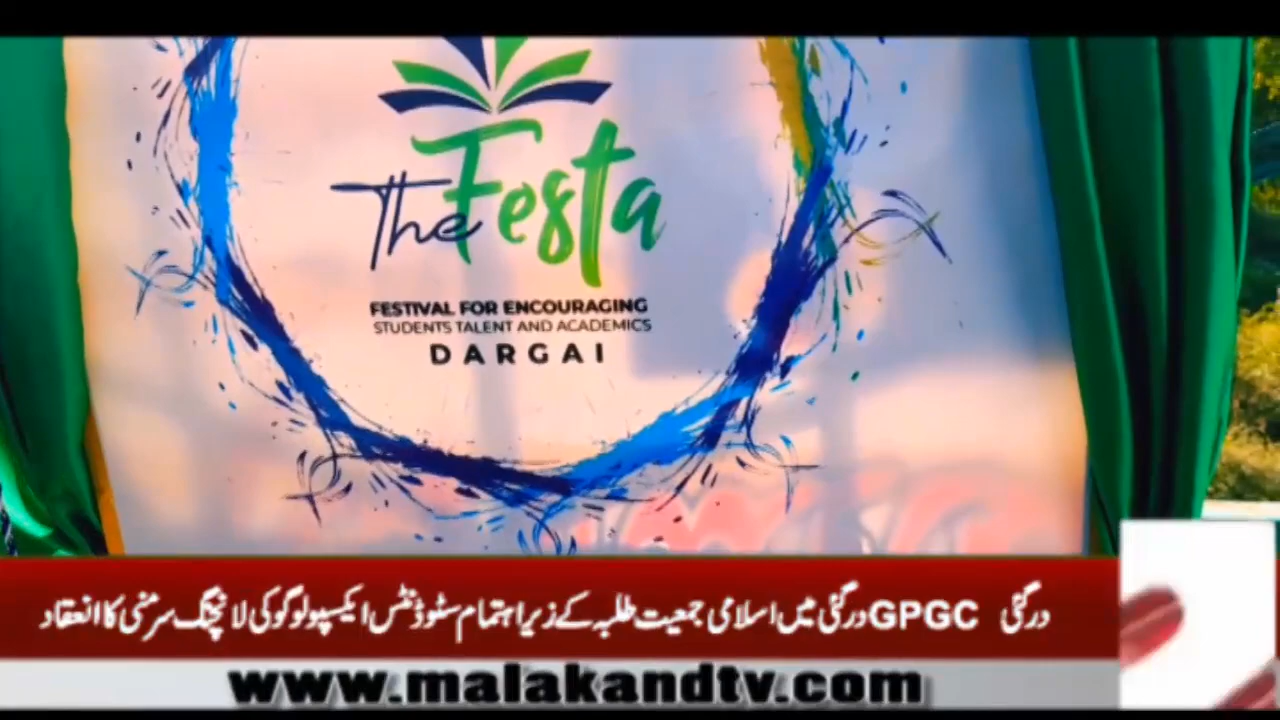 The Festa
FESTIVAL FOR ENCOURAGING
STUDENTS TALENT AND ACADEMICS
DARGAI
درگئی GPGC درگئی میں اسلامی جمعیت طلبہ کے زیر اہتمام سٹوڈنٹس ایکسپو لوگو کی لانچنگ سرمنی کا انعقاد
www.malakandtv.com